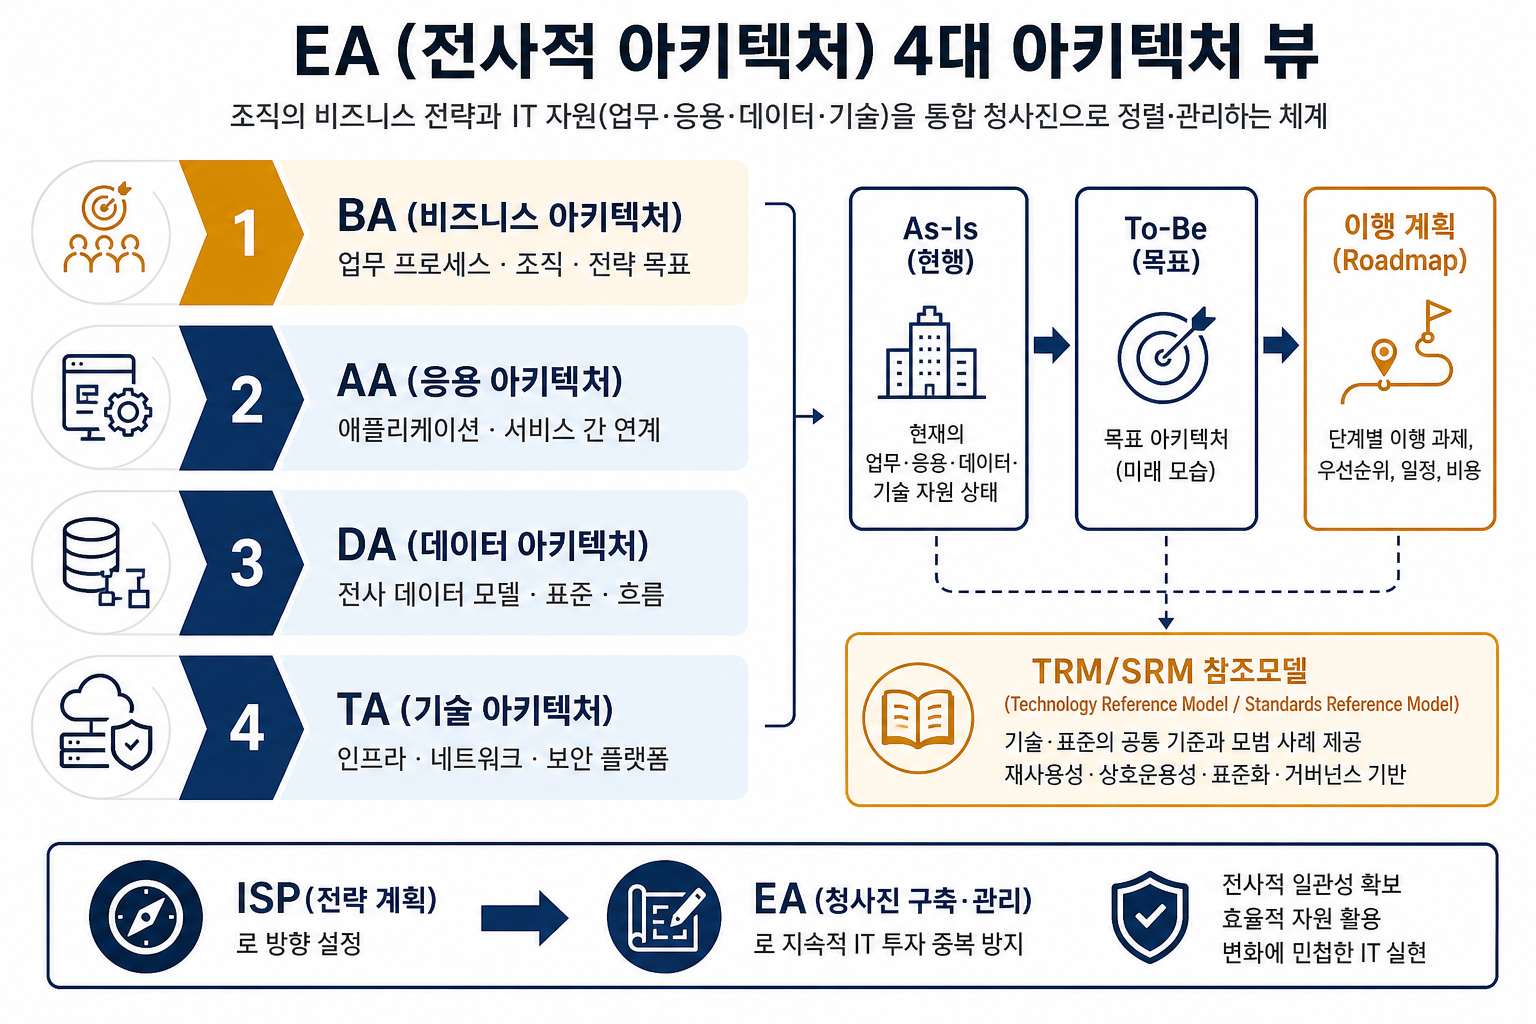 EA (전사적 아키텍처) 4대 아키텍처 뷰
조직의 비즈니스 전략과 IT 자원(업무·응용·데이터·기술)을 통합 청사진으로 정렬·관리하는 체계
1
BA (비즈니스 아키텍처)
업무 프로세스 · 조직 · 전략 목표
2
AA (응용 아키텍처)
애플리케이션 · 서비스 간 연계
3
DA (데이터 아키텍처)
전사 데이터 모델 · 표준 · 흐름
4
TA (기술 아키텍처)
인프라 · 네트워크 · 보안 플랫폼
As-Is
(현행)
현재의
업무·응용·데이터·
기술 자원 상태
To-Be
(목표)
목표 아키텍처
(미래 모습)
이행 계획
(Roadmap)
단계별 이행 과제,
우선순위, 일정, 비용
TRM/SRM 참조모델
(Technology Reference Model / Standards Reference Model)
기술·표준의 공통 기준과 모범 사례 제공
재사용성·상호운용성·표준화·거버넌스 기반
ISP(전략 계획)
로 방향 설정
EA (청사진 구축·관리)
로 지속적 IT 투자 중복 방지
전사적 일관성 확보
효율적 자원 활용
변화에 민첩한 IT 실현